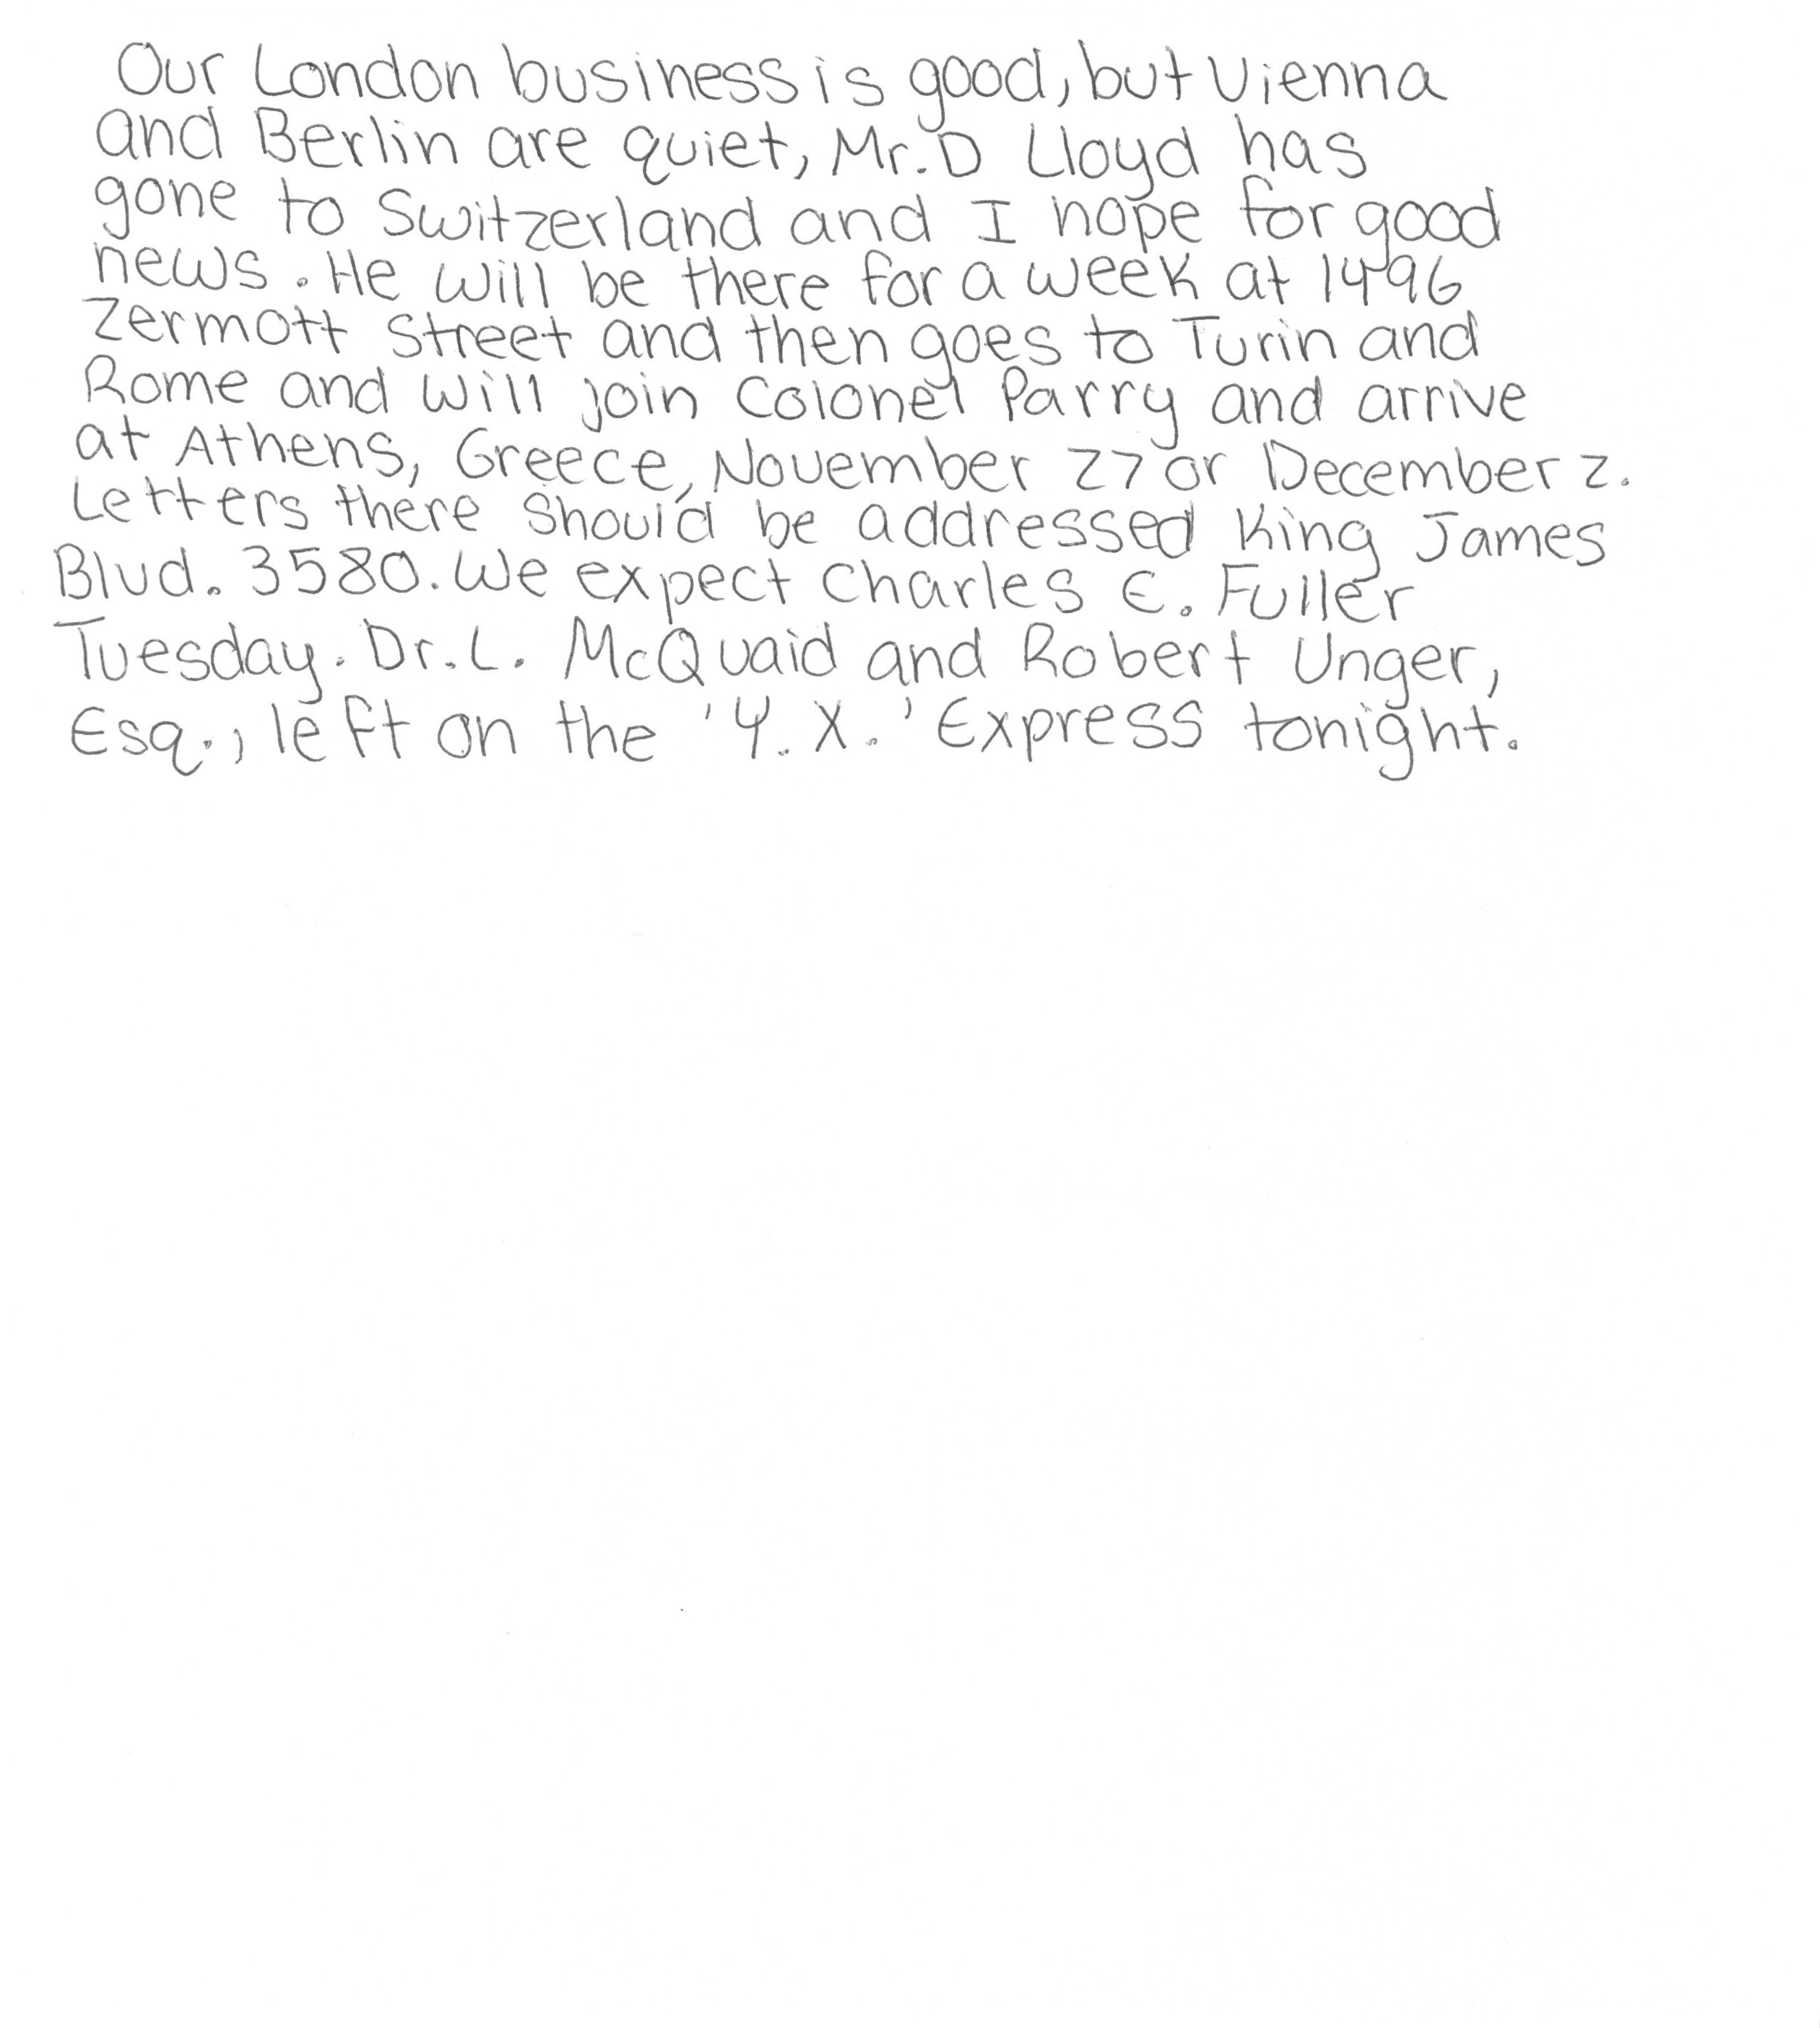 Our London business is good, but Vienna
and Berlin are quiet, Mr. D Lloyd has
gone to Switzerland and I hope for good
news. He will be there for a week at 1496
Zermott Street and then goes to Turin and
Rome and will join Colonel Parry and arrive
at Athens, Greece, November 27 or December 2.
Letters there should be addressed King James
Blvd. 3580. We expect Charles E. Fuller
Tuesday. Dr. L. McQuaid and Robert Unger,
Esq., left on the 'Y. X.' Express tonight.